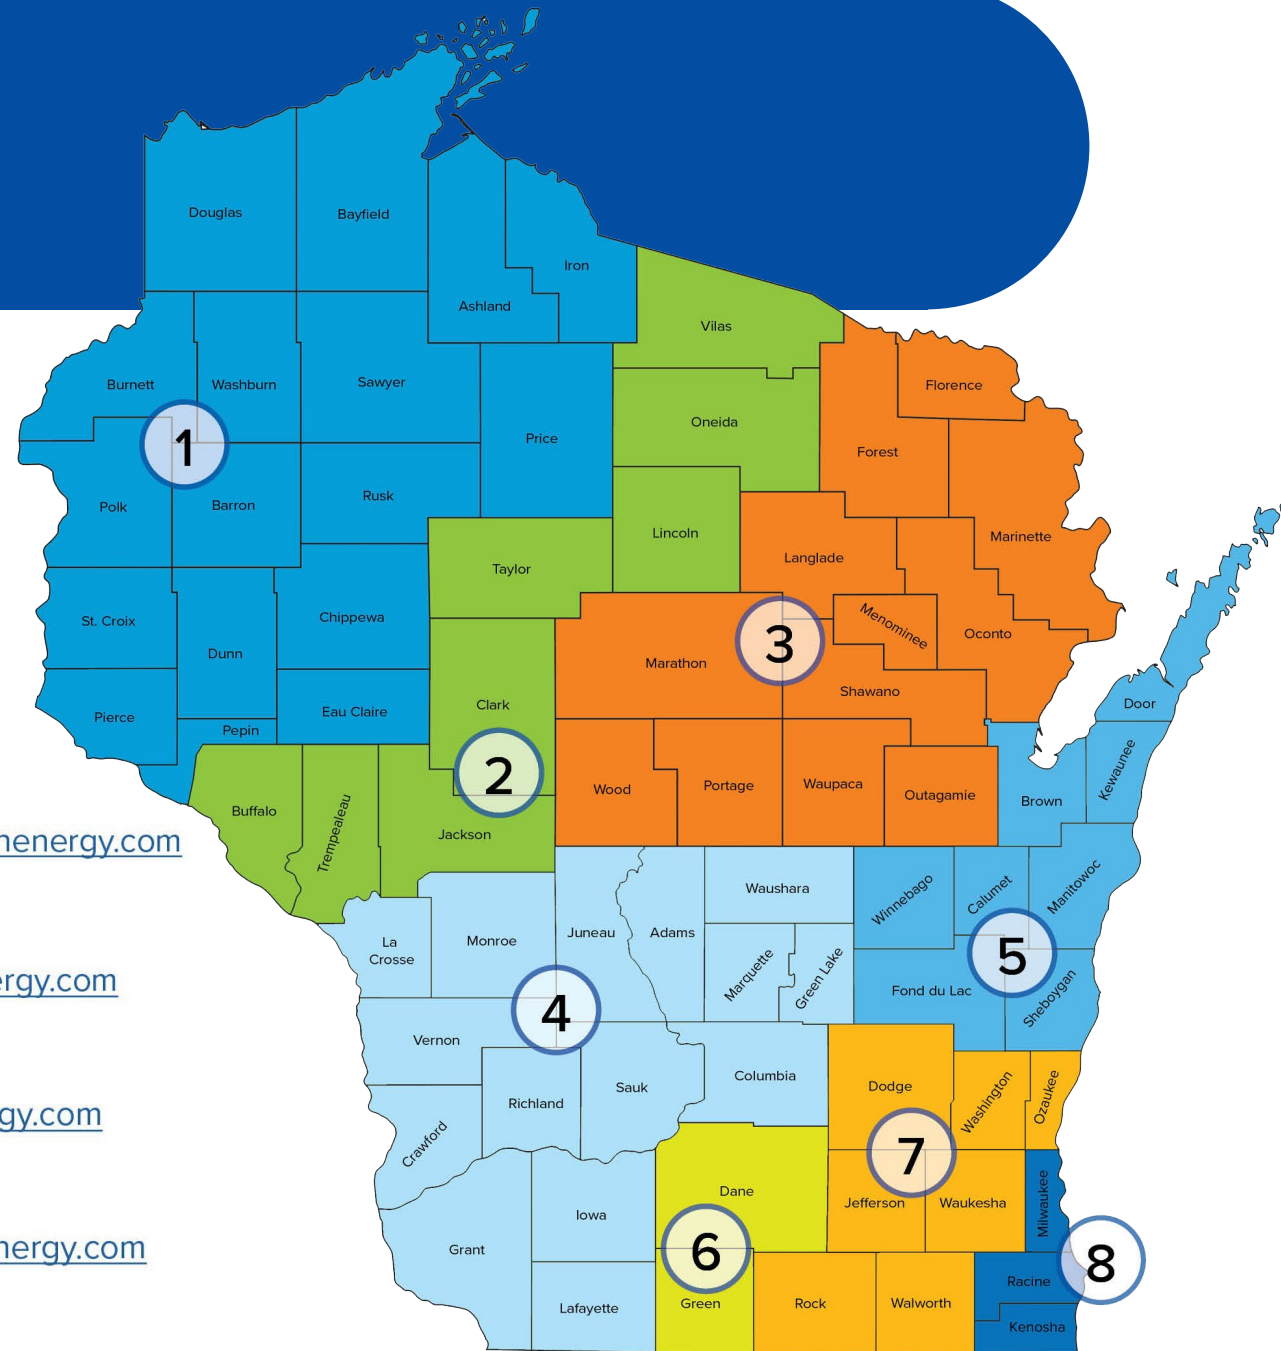 Douglas
Bayfield
Iron
Ashland
Vilas
Burnett
Washburn
Sawyer
Florence
Oneida
Price
1
Forest
Polk
Barron
Rusk
Lincoln
Marinette
Langlade
Taylor
St. Croix
Chippewa
Menominee
Oconto
Dunn
3
Marathon
Shawano
Clark
Door
Pierce
Eau Claire
Pepin
2
Kewaunee
Wood
Portage
Waupaca
Outagamie
Brown
Buffalo
Trempealeau
Jackson
nenergy.com
Waushara
Winnebago
Calumet
Manitowoc
La
Crosse
Monroe
Juneau
Adams
5
Marquette
Green Lake
Fond du Lac
Sheboygan
ergy.com
4
Vernon
Columbia
Sauk
Dodge
Washington
Ozaukee
Richland
gy.com
Crawford
7
Dane
Jefferson
Waukesha
Milwaukee
Iowa
Grant
nergy.com
6
8
Racine
Lafayette
Green
Rock
Walworth
Kenosha